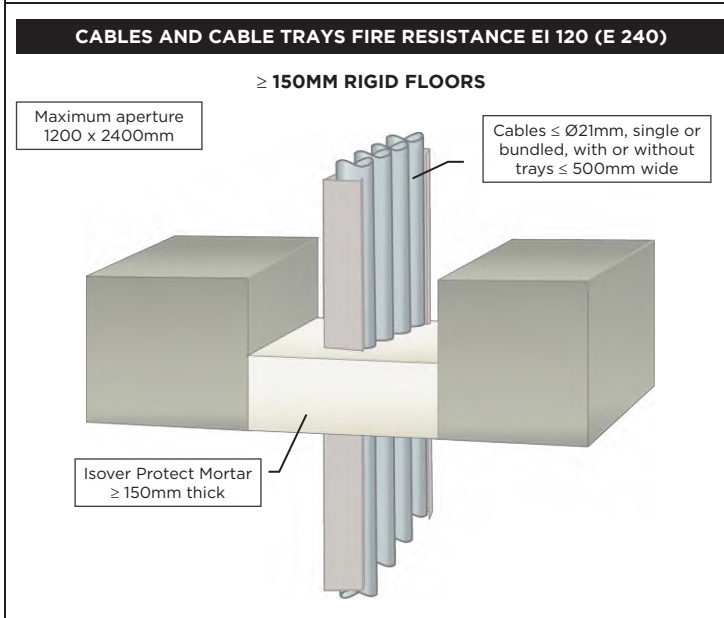 CABLES AND CABLE TRAYS FIRE RESISTANCE EI 120 (E 240)
≥ 150MM RIGID FLOORS
Maximum aperture
1200 x 2400mm
Cables ≤ Ø21mm, single or
bundled, with or without
trays ≤ 500mm wide
Isover Protect Mortar
≥ 150mm thick